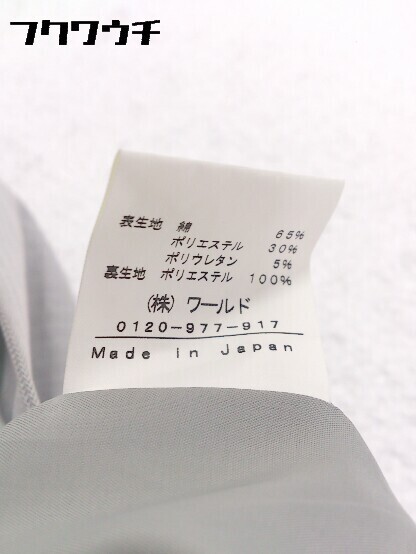 フクワウチ
表生地 綿 65%
ポリエステル 30%
ポリウレタン 5%
裏生地 ポリエステル 100%
(株) ワールド
0120-977-917
Made in Japan